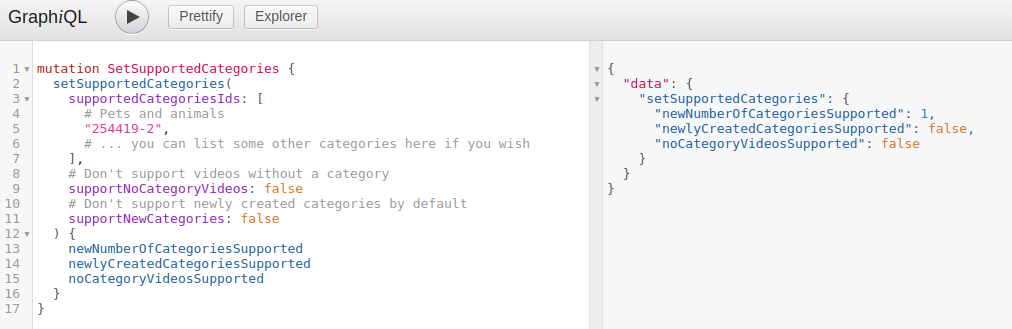 GraphiQL
Prettify
Explorer
1 mutation SetSupportedCategories {
2 setSupportedCategories(
3 supportedCategoriesIds: [
4 # Pets and animals
5 "254419-2",
6 # ... you can list some other categories here if you wish
7 ],
8 # Don't support videos without a category
9 supportNoCategoryVideos: false
10 # Don't support newly created categories by default
11 supportNewCategories: false
12 ) {
13 newNumberOfCategoriesSupported
14 newlyCreatedCategoriesSupported
15 noCategoryVideosSupported
16 }
17 }
{
"data": {
"setSupportedCategories": {
"newNumberOfCategoriesSupported": 1,
"newlyCreatedCategoriesSupported": false,
"noCategoryVideosSupported": false
}
}
}